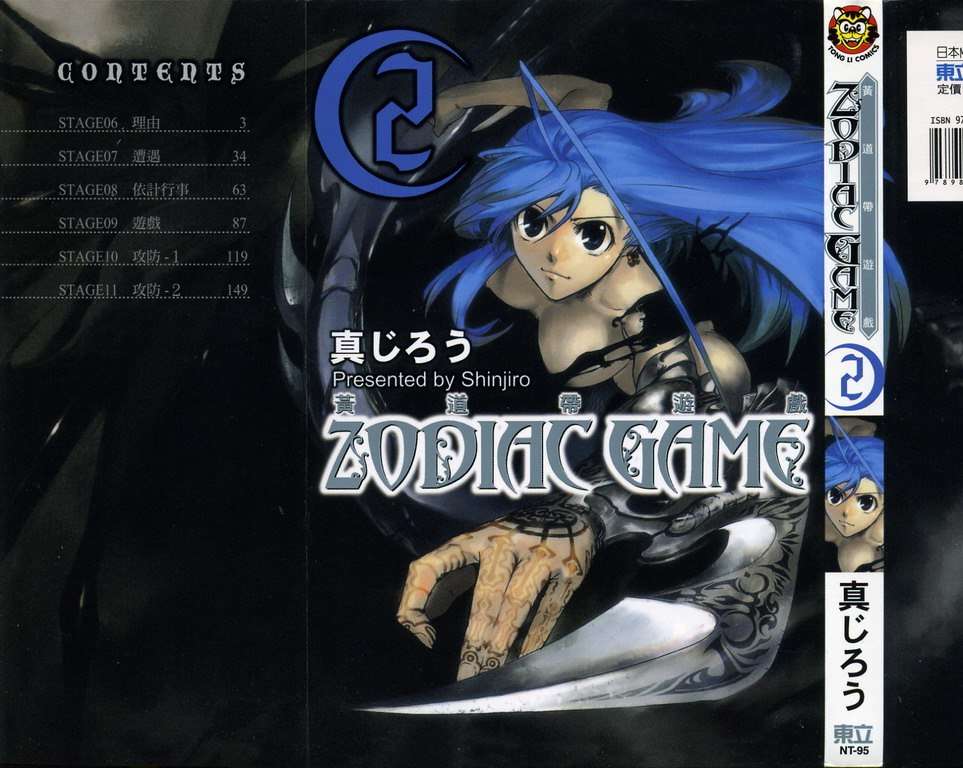 CONTENTS
STAGE06 . 理由 3
STAGE07 遭遇 34
STAGE08 依計行事 63
STAGE09 遊戲 87
STAGE10 攻防 - 1 119
STAGE11 攻防 - 2 149
2
真じろう
Presented by Shinjiro
黃道帶遊戲
ZODIAC GAME
TONG LI COMICS
ZODIAC GAME
黃道帶遊戲
2
真じろう
東立
NT-95
日本
東立
定價
ISBN 97
9 789 8